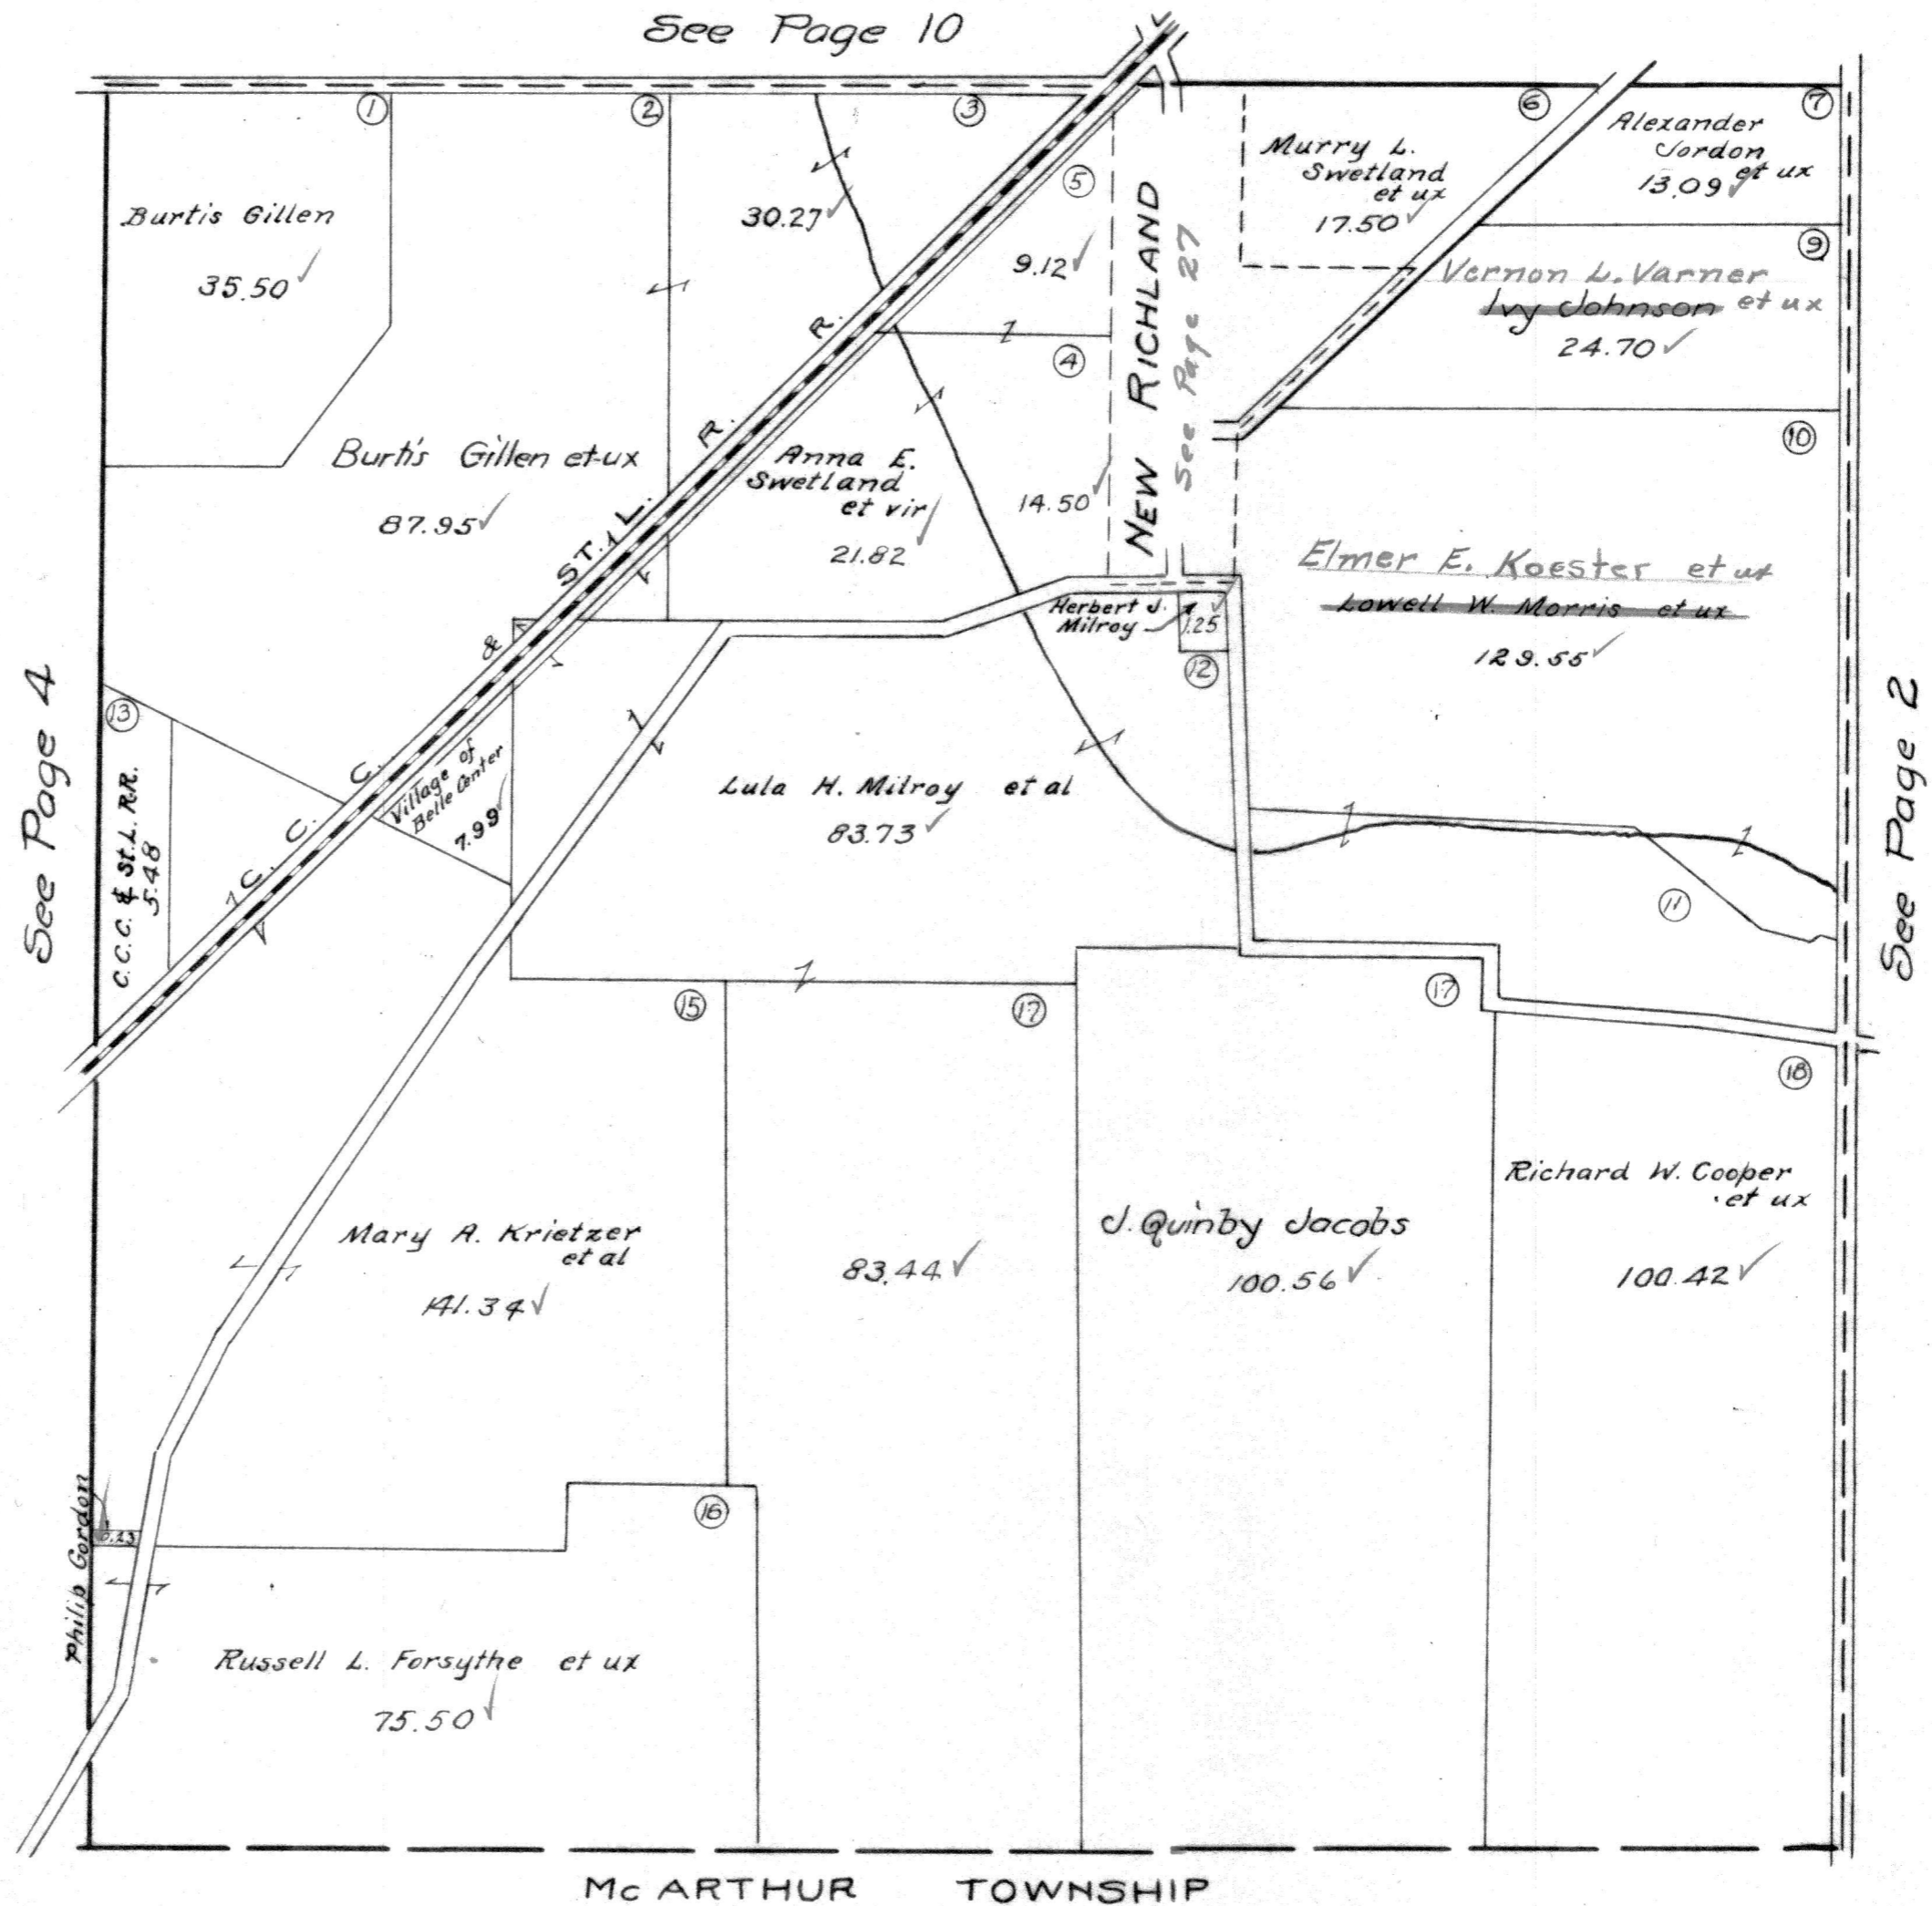 See Page 10
1
2
3
6
7
Burtis Gillen
35.50
30.27
5
9.12
NEW RICHLAND
See Page 27
Murry L.
Swetland
et ux
17.50
Alexander
Jordon
et ux
13.09
9
Vernon L. Varner
Ivy Johnson et ux
24.70
4
Burtis Gillen et ux
87.95
Anna E.
Swetland
et vir
21.82
14.50
10
Elmer E. Koester et ux
Lowell W. Morris et ux
129.55
C. C. C. & ST. L. R. R.
Herbert J.
Milroy
1.25
12
See Page 4
13
C.C.C. & St. L. R.R.
5.48
Village of
Belle Center
7.99
Lula H. Milroy et al
83.73
See Page 2
11
15
17
17
18
Mary A. Krietzer
et al
141.34
83.44
J. Quinby Jacobs
100.56
Richard W. Cooper
et ux
100.42
Philip Gordon
0.23
16
Russell L. Forsythe et ux
75.50
Mc ARTHUR TOWNSHIP